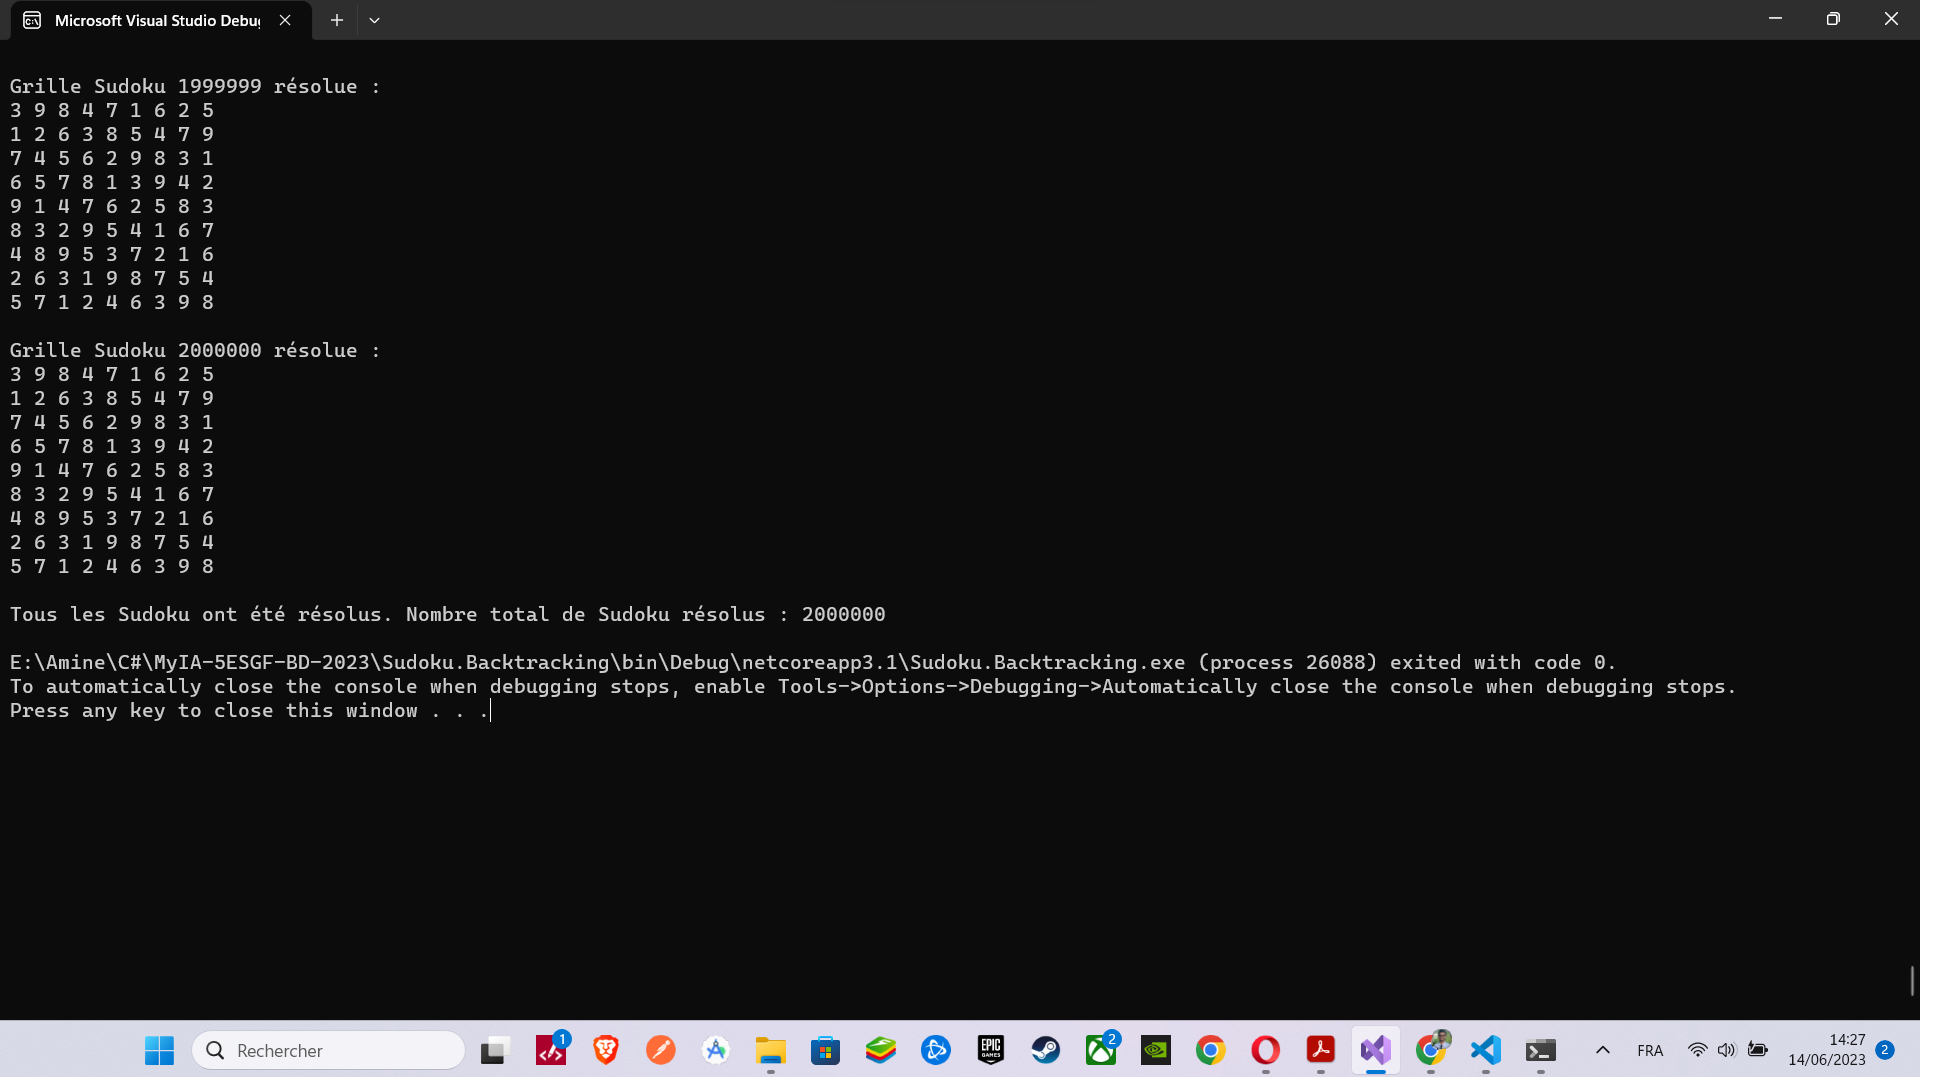 Microsoft Visual Studio Debu
Grille Sudoku 1999999 résolue :
3 9 8 4 7 1 6 2 5
1 2 6 3 8 5 4 7 9
7 4 5 6 2 9 8 3 1
6 5 7 8 1 3 9 4 2
9 1 4 7 6 2 5 8 3
8 3 2 9 5 4 1 6 7
4 8 9 5 3 7 2 1 6
2 6 3 1 9 8 7 5 4
5 7 1 2 4 6 3 9 8
Grille Sudoku 2000000 résolue :
3 9 8 4 7 1 6 2 5
1 2 6 3 8 5 4 7 9
7 4 5 6 2 9 8 3 1
6 5 7 8 1 3 9 4 2
9 1 4 7 6 2 5 8 3
8 3 2 9 5 4 1 6 7
4 8 9 5 3 7 2 1 6
2 6 3 1 9 8 7 5 4
5 7 1 2 4 6 3 9 8
Tous les Sudoku ont été résolus. Nombre total de Sudoku résolus : 2000000
E:\Amine\C#\MyIA-5ESGF-BD-2023\Sudoku.Backtracking\bin\Debug\netcoreapp3.1\Sudoku.Backtracking.exe (process 26088) exited with code 0.
To automatically close the console when debugging stops, enable Tools->Options->Debugging->Automatically close the console when debugging stops.
Press any key to close this window . . .
Rechercher
1
EPIC GAMES
2
FRA
14:27
14/06/2023
2